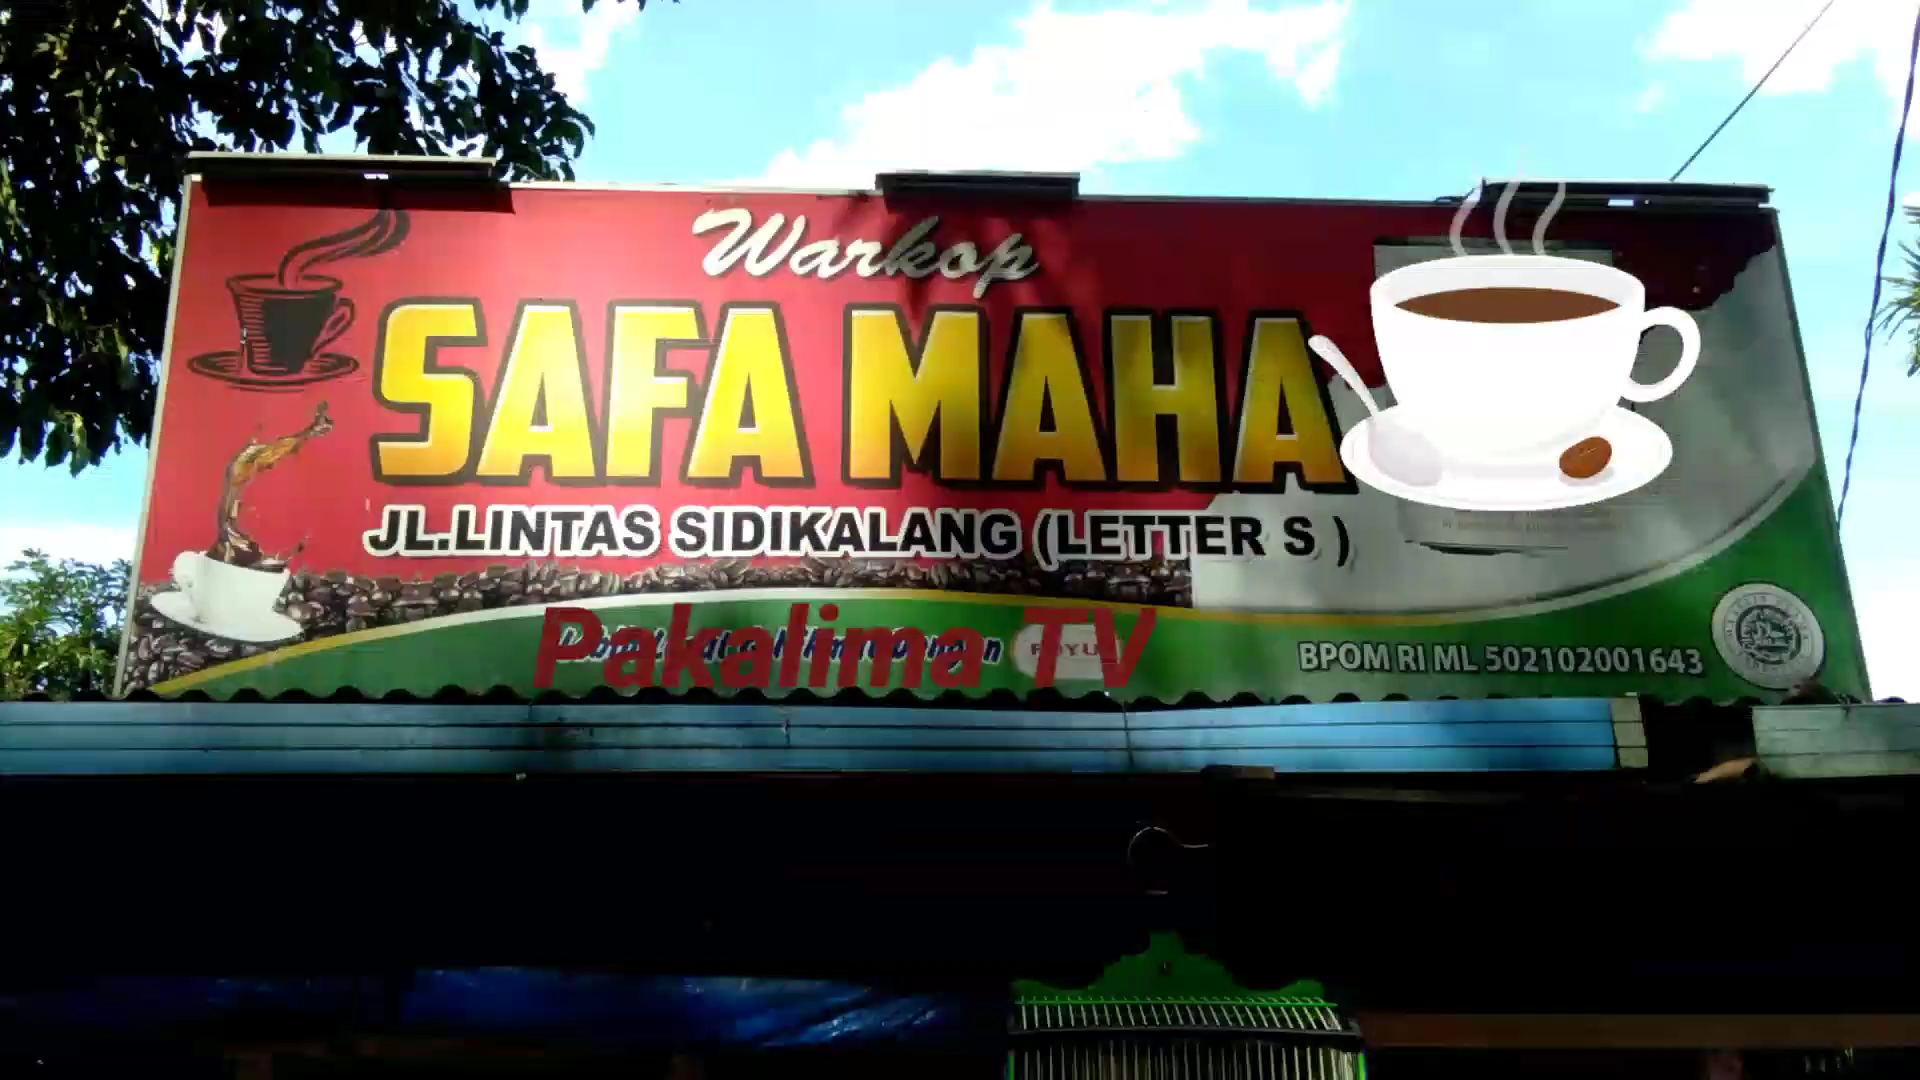 Warkop
SAFA MAHA
JL.LINTAS SIDIKALANG (LETTER S )
Pakalima TV
BPOM RI ML 502102001643